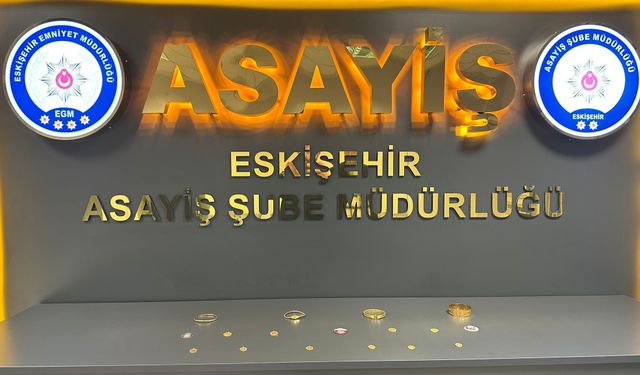 ESKİŞEHİR EMNİYET MÜDÜRLÜĞÜ
EGM
ASAYİŞ
ASAYİŞ ŞUBE MÜDÜRLÜĞÜ
ESKİŞEHİR
ESKİŞEHİR
ASAYİŞ ŞUBE MÜDÜRLÜĞÜ